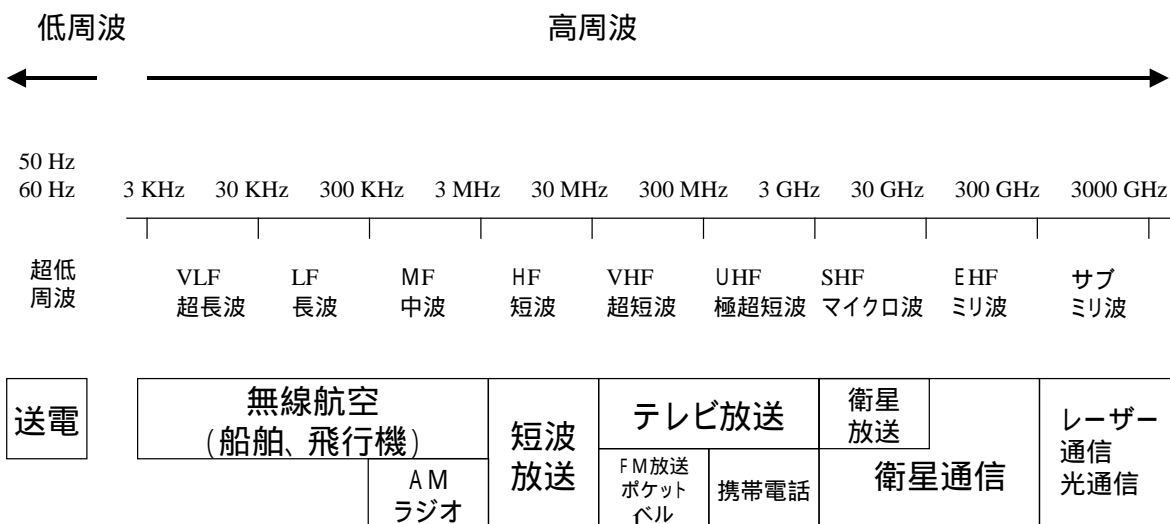 低周波 高周波
50 Hz
60 Hz 3 KHz 30 KHz 300 KHz 3 MHz 30 MHz 300 MHz 3 GHz 30 GHz 300 GHz 3000 GHz
超低
周波
VLF LF MF HF VHF UHF SHF EHF サブ
超長波 長波 中波 短波 超短波 極超短波 マイクロ波 ミリ波 ミリ波
送電
無線航空
(船舶、飛行機)
AM
ラジオ
短波
放送
テレビ放送
FM放送
ポケット
ベル
携帯電話
衛星
放送
衛星通信
レーザー
通信
光通信